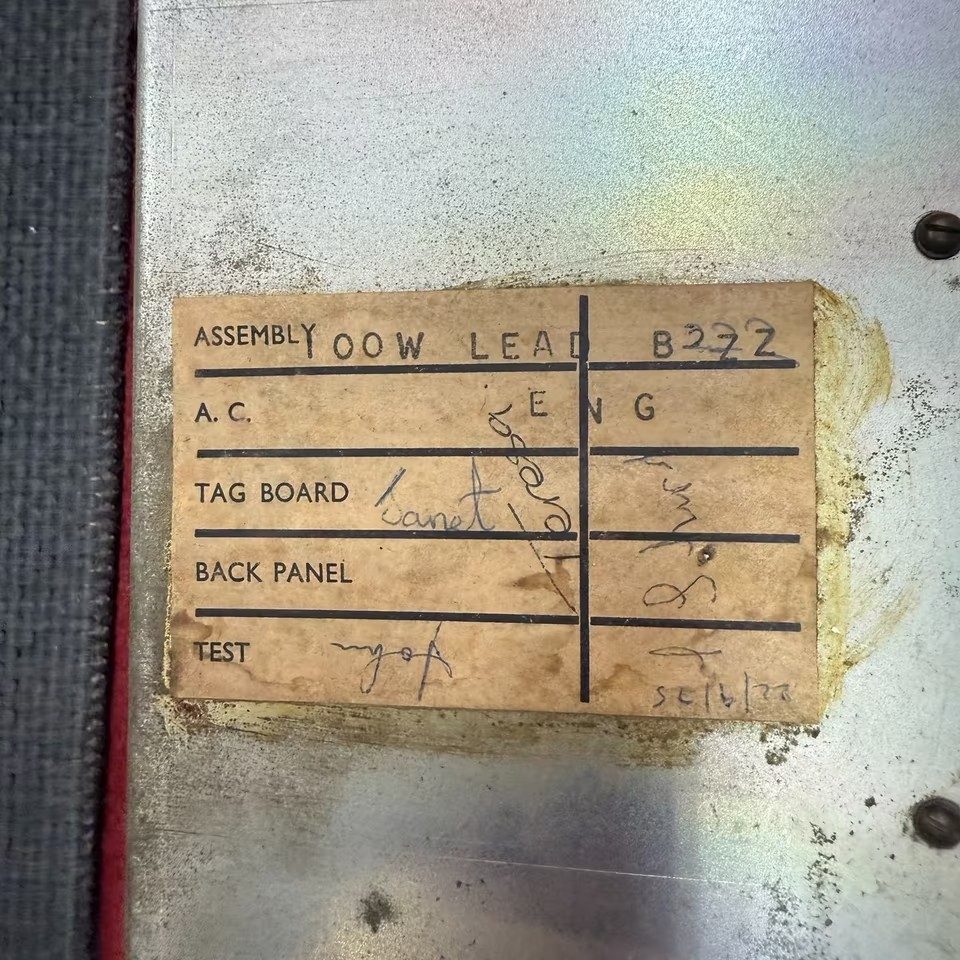 ASSEMBLY 100W LEAD B222
A. C. ENG
TAG BOARD Janet
BACK PANEL
TEST John